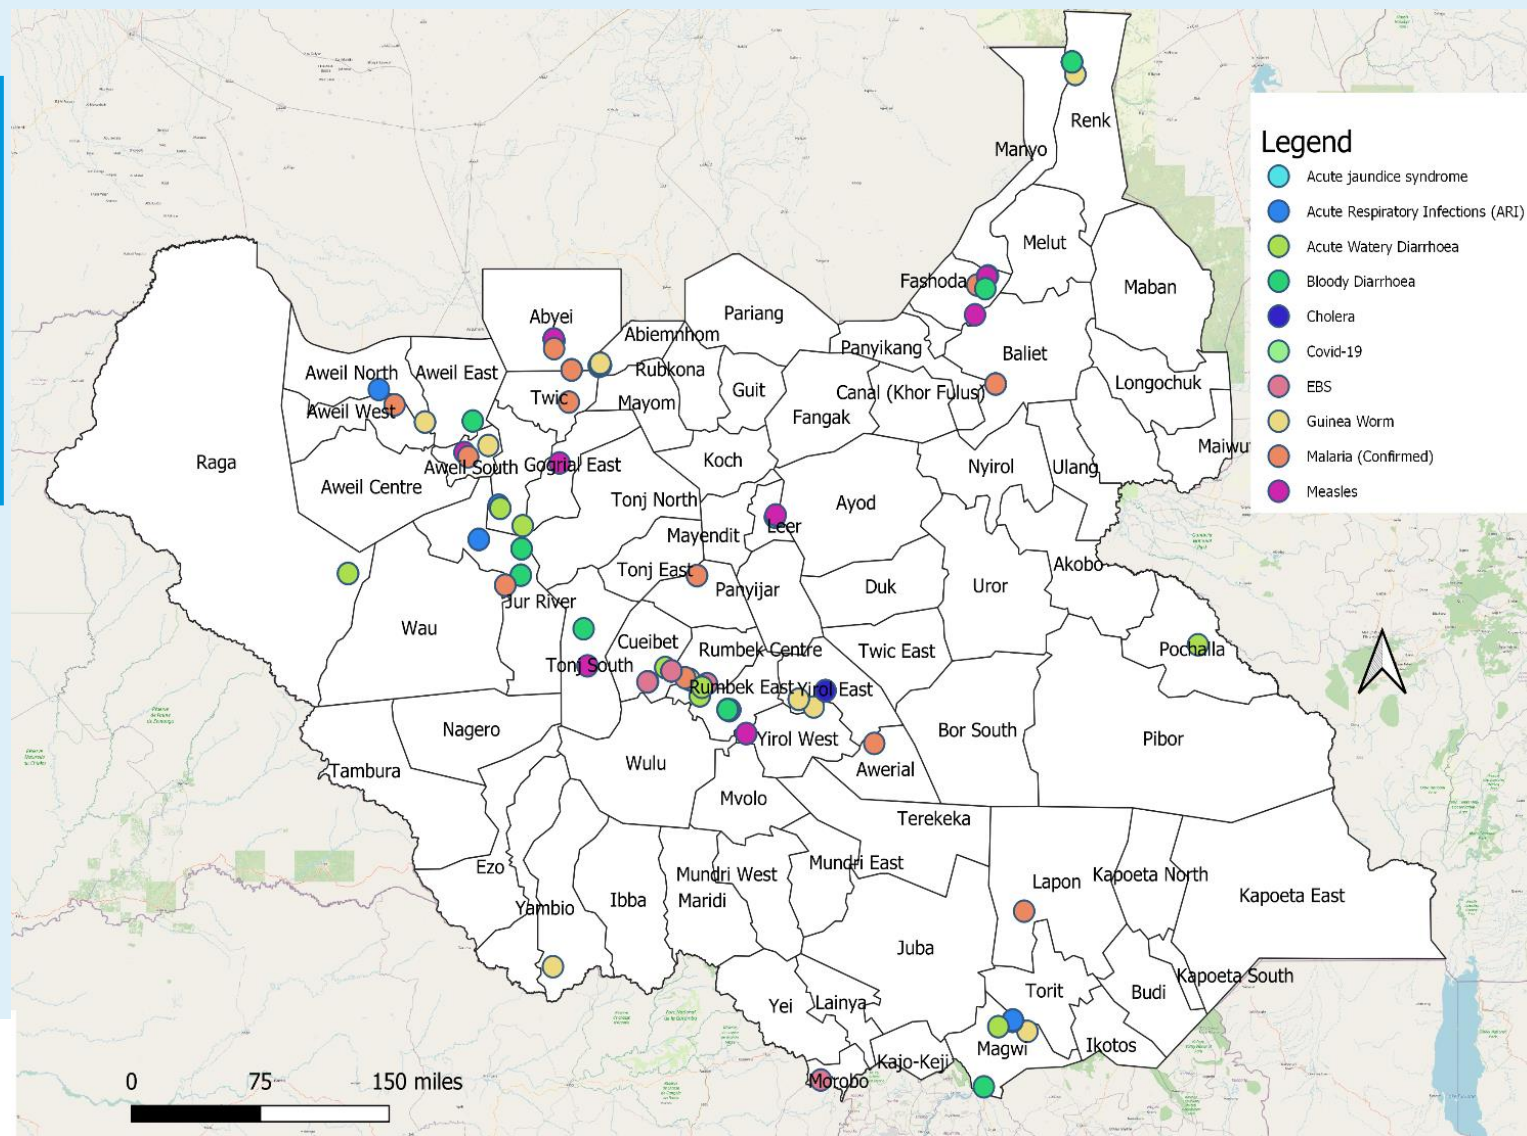 Renk
Manyo
Legend
Acute jaundice syndrome
Acute Respiratory Infections (ARI)
Acute Watery Diarrhoea
Bloody Diarrhoea
Cholera
Covid-19
EBS
Guinea Worm
Malaria (Confirmed)
Measles
Melut
Fashoda
Maban
Abyei
Pariang
Abiemnhom
Panyikang
Baliet
Aweil North
Aweil East
Rubkona
Guit
Longochuk
Canal (Khor Fulus)
Twic
Mayom
Aweil West
Fangak
Maiwu
Raga
Aweil South
Gogrial East
Koch
Nyirol
Ulang
Aweil Centre
Tonj North
Ayod
Leer
Mayendit
Akobo
Tonj East
Panyijar
Duk
Uror
Jur River
Wau
Cueibet
Rumbek Centre
Twic East
Pochalla
Tonj South
Rumbek East
Yirol East
Nagero
Bor South
Pibor
Yirol West
Wulu
Tambura
Awerial
Mvolo
Terekeka
Ezo
Mundri West
Mundri East
Lapon
Kapoeta North
Kapoeta East
Yambio
Ibba
Maridi
Juba
Kapoeta South
Torit
Budi
Yei
Lainya
Magwi
Ikotos
Kajo-Keji
Morobo
0 75 150 miles